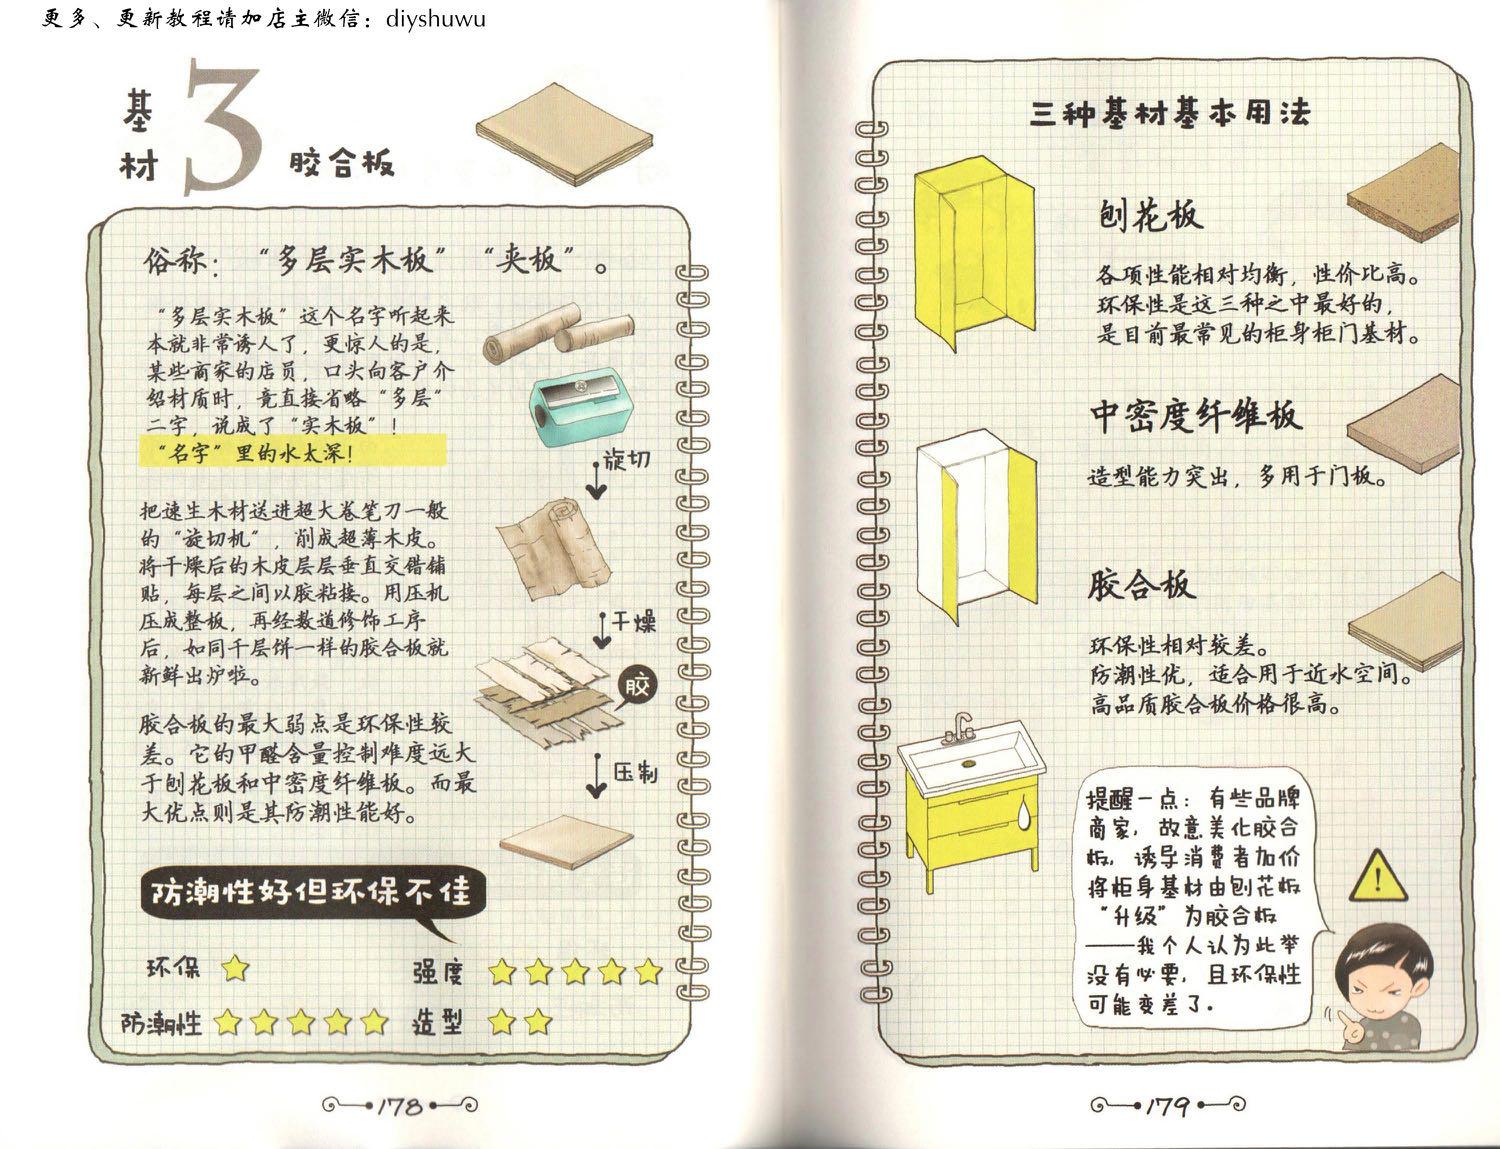 更多、更新教程请加店主微信：diyshuwu
基材
3
胶合板
俗称：“多层实木板”“夹板”。
“多层实木板”这个名字听起来
本就非常诱人了，更惊人的是，
某些商家的店员，口头向客户介
绍材质时，竟直接省略“多层”
二字，说成了“实木板”！
“名字”里的水太深！
把速生木材送进超大卷笔刀一般
的“旋切机”，削成超薄木皮。
将干燥后的木皮层层垂直交错铺
贴，每层之间以胶粘接。用压机
压成整板，再经数道修饰工序
后，如同千层饼一样的胶合板就
新鲜出炉啦。
胶合板的最大弱点是环保性较
差。它的甲醛含量控制难度远大
于刨花板和中密度纤维板。而最
大优点则是其防潮性能好。
旋切
干燥
胶
压制
防潮性好但环保不佳
环保
强度
防潮性
造型
178
三种基材基本用法
刨花板
各项性能相对均衡，性价比高。
环保性是这三种之中最好的，
是目前最常见的柜身柜门基材。
中密度纤维板
造型能力突出，多用于门板。
胶合板
环保性相对较差。
防潮性优，适合用于近水空间。
高品质胶合板价格很高。
提醒一点：有些品牌
商家，故意美化胶合
板，诱导消费者加价
将柜身基材由刨花板
“升级”为胶合板
——我个人认为此举
没有必要，且环保性
可能变差了．
!
179